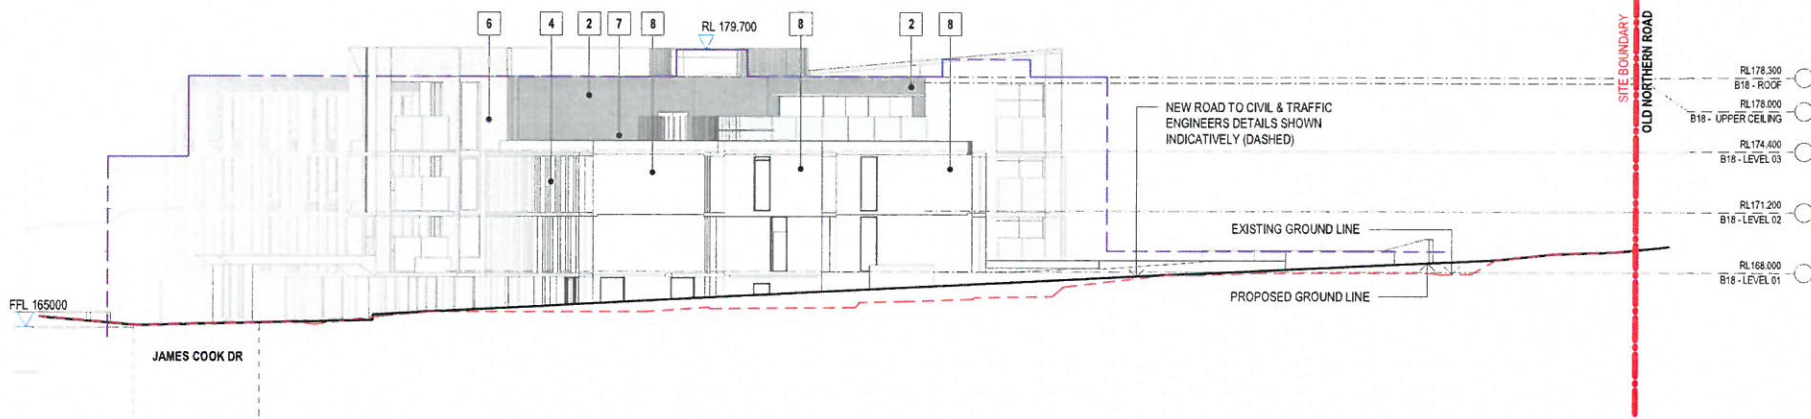 6
4
2
7
8
RL 179.700
8
2
8
SITE BOUNDARY
OLD NORTHERN ROAD
RL178.300
B18 - ROOF
RL178.000
B18 - UPPER CEILING
NEW ROAD TO CIVIL & TRAFFIC
ENGINEERS DETAILS SHOWN
INDICATIVELY (DASHED)
RL174.400
B18 - LEVEL 03
RL171.200
B18 - LEVEL 02
EXISTING GROUND LINE
RL168.000
B18 - LEVEL 01
PROPOSED GROUND LINE
FFL 165000
JAMES COOK DR